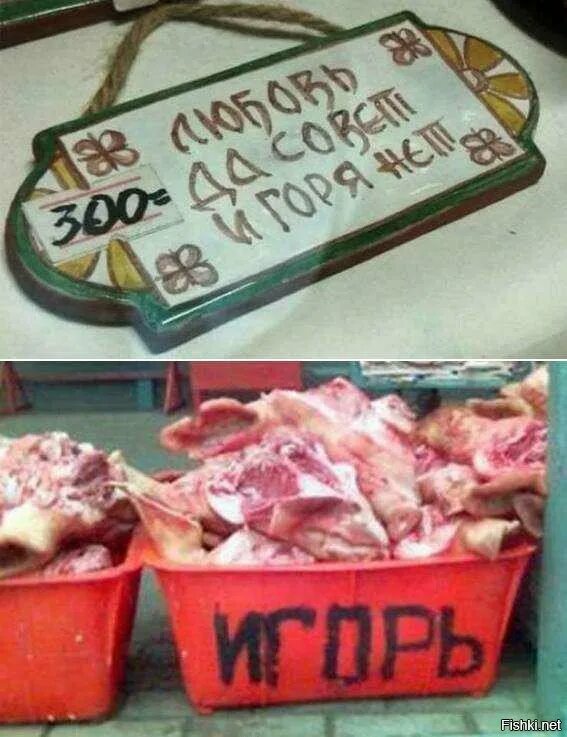 ЛЮБОВЬ
ДА СОВЕТ
И ГОРЯ НЕТ
300=
ИГОРЬ
Fishki.net